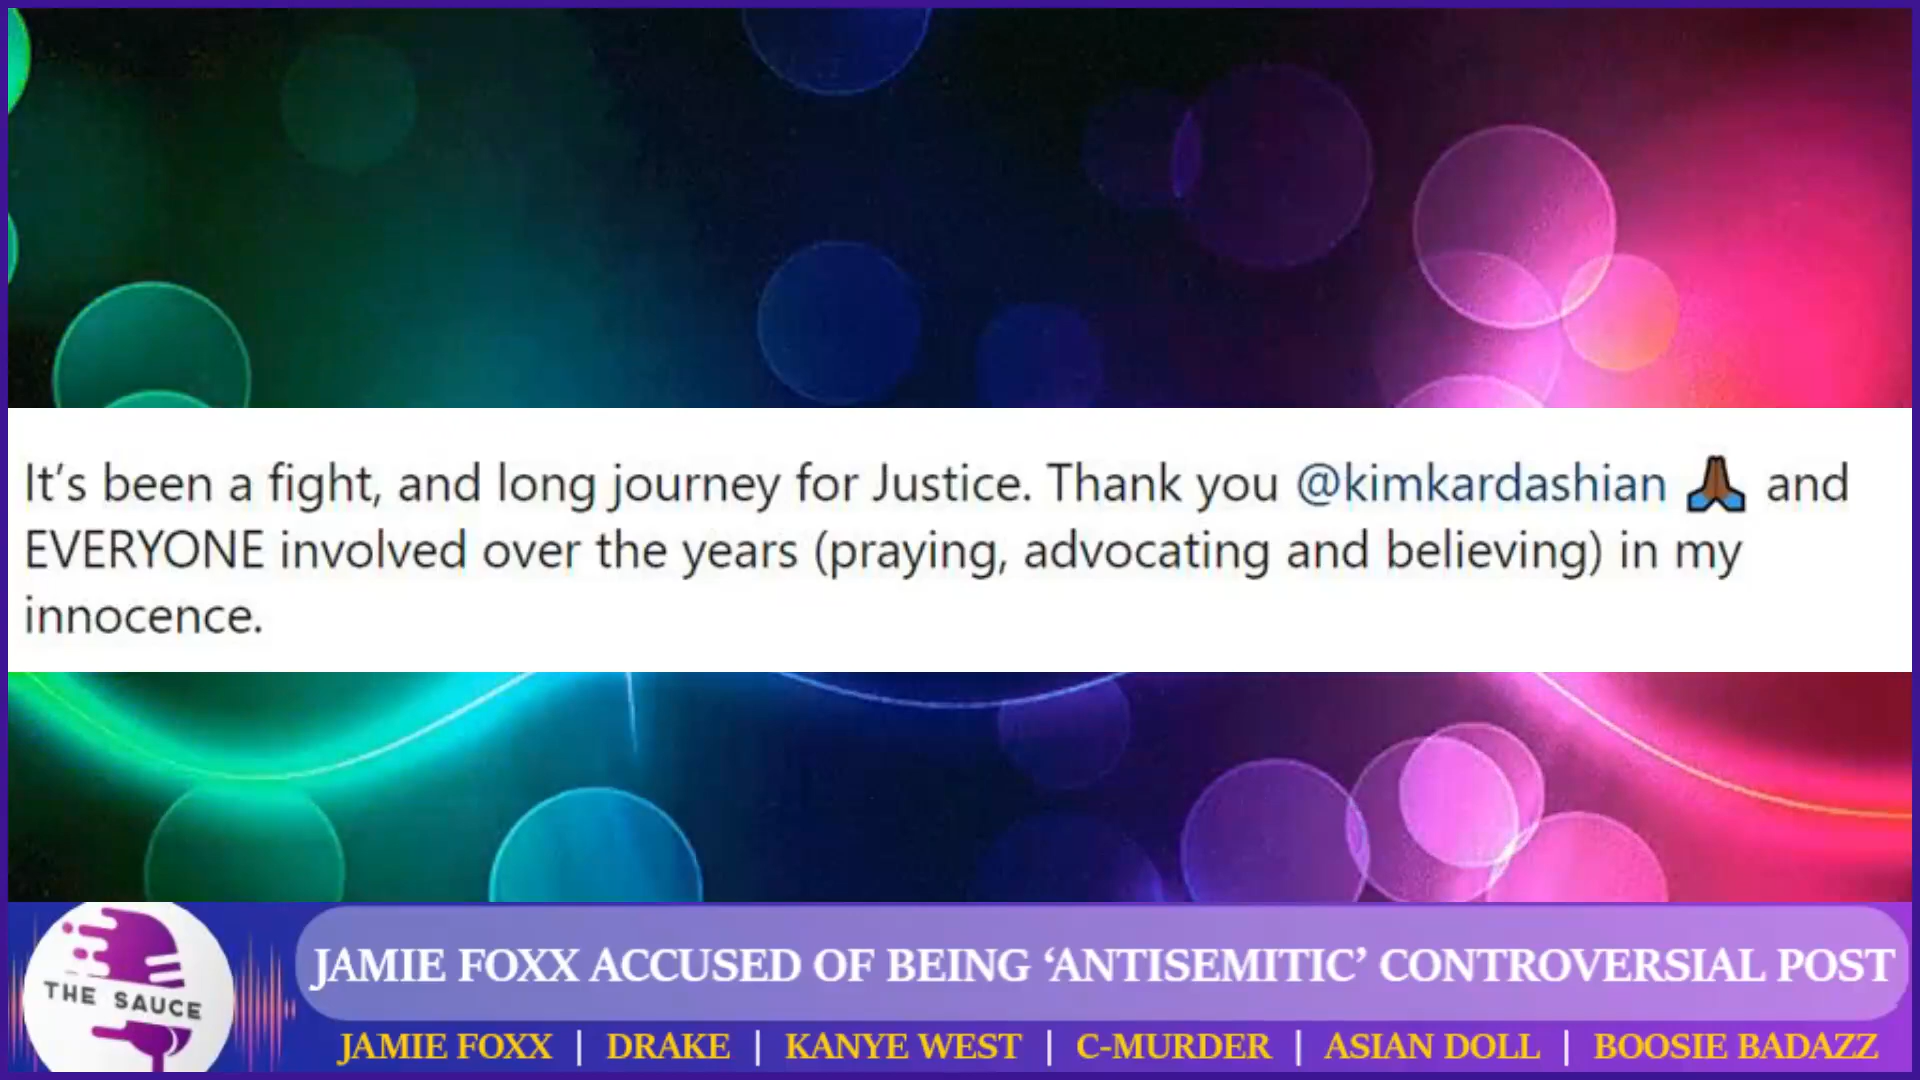 It’s been a fight, and long journey for Justice. Thank you @kimkardashian 🙏🏾 and
EVERYONE involved over the years (praying, advocating and believing) in my
innocence.
THE SAUCE
JAMIE FOXX ACCUSED OF BEING ‘ANTISEMITIC’ CONTROVERSIAL POST
JAMIE FOXX | DRAKE | KANYE WEST | C-MURDER | ASIAN DOLL | BOOSIE BADAZZ